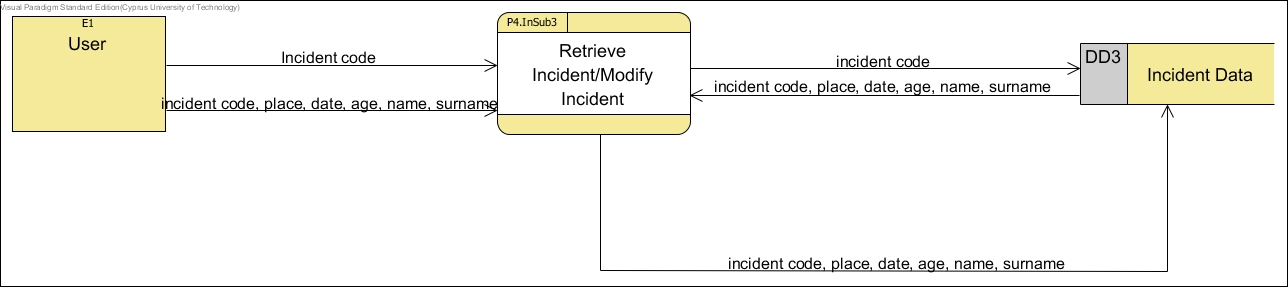 Visual Paradigm Standard Edition(Cyprus University of Technology)
E1
User
Incident code
incident code, place, date, age, name, surname
P4.InSub3
Retrieve
Incident/Modify
Incident
incident code
incident code, place, date, age, name, surname
DD3
Incident Data
incident code, place, date, age, name, surname